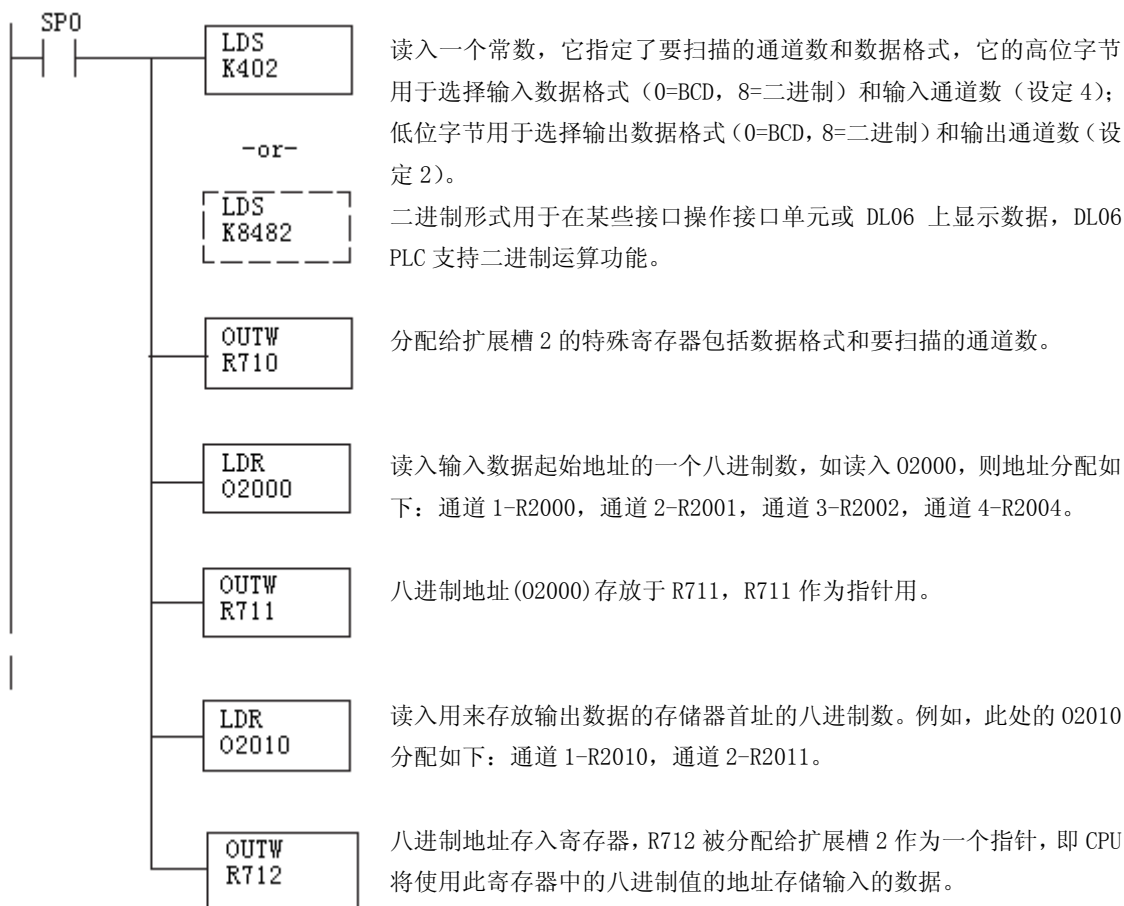 SP0
LDS
K402
读入一个常数，它指定了要扫描的通道数和数据格式，它的高位字节
用于选择输入数据格式（0=BCD，8=二进制）和输入通道数（设定 4）；
低位字节用于选择输出数据格式（0=BCD，8=二进制）和输出通道数（设
定 2）。
-or-
LDS
K8482
二进制形式用于在某些接口操作接口单元或 DL06 上显示数据，DL06
PLC 支持二进制运算功能。
OUTW
R710
分配给扩展槽 2 的特殊寄存器包括数据格式和要扫描的通道数。
LDR
O2000
读入输入数据起始地址的一个八进制数，如读入 O2000，则地址分配如
下：通道 1-R2000，通道 2-R2001，通道 3-R2002，通道 4-R2004。
OUTW
R711
八进制地址(O2000)存放于 R711，R711 作为指针用。
LDR
O2010
读入用来存放输出数据的存储器首址的八进制数。例如，此处的 O2010
分配如下：通道 1-R2010，通道 2-R2011。
OUTW
R712
八进制地址存入寄存器，R712 被分配给扩展槽 2 作为一个指针，即 CPU
将使用此寄存器中的八进制值的地址存储输入的数据。